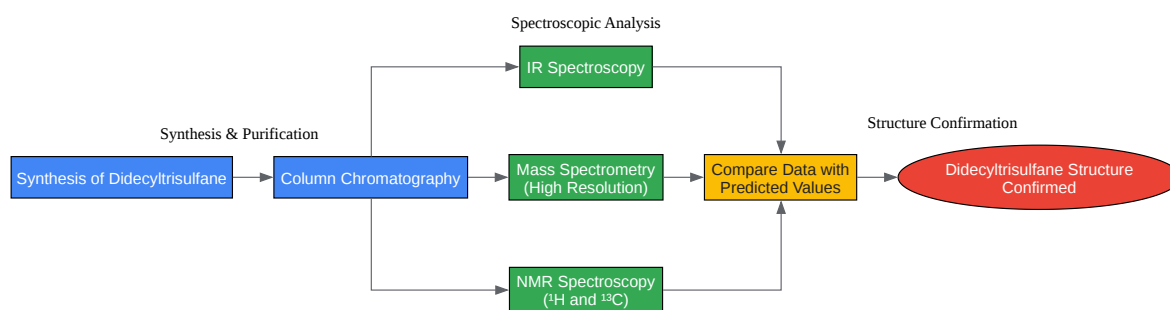 Spectroscopic Analysis
IR Spectroscopy
Synthesis & Purification
Structure Confirmation
Synthesis of Didecyltrisulfane
Column Chromatography
Mass Spectrometry
(High Resolution)
Compare Data with
Predicted Values
Didecyltrisulfane Structure
Confirmed
NMR Spectroscopy
(¹H and ¹³C)